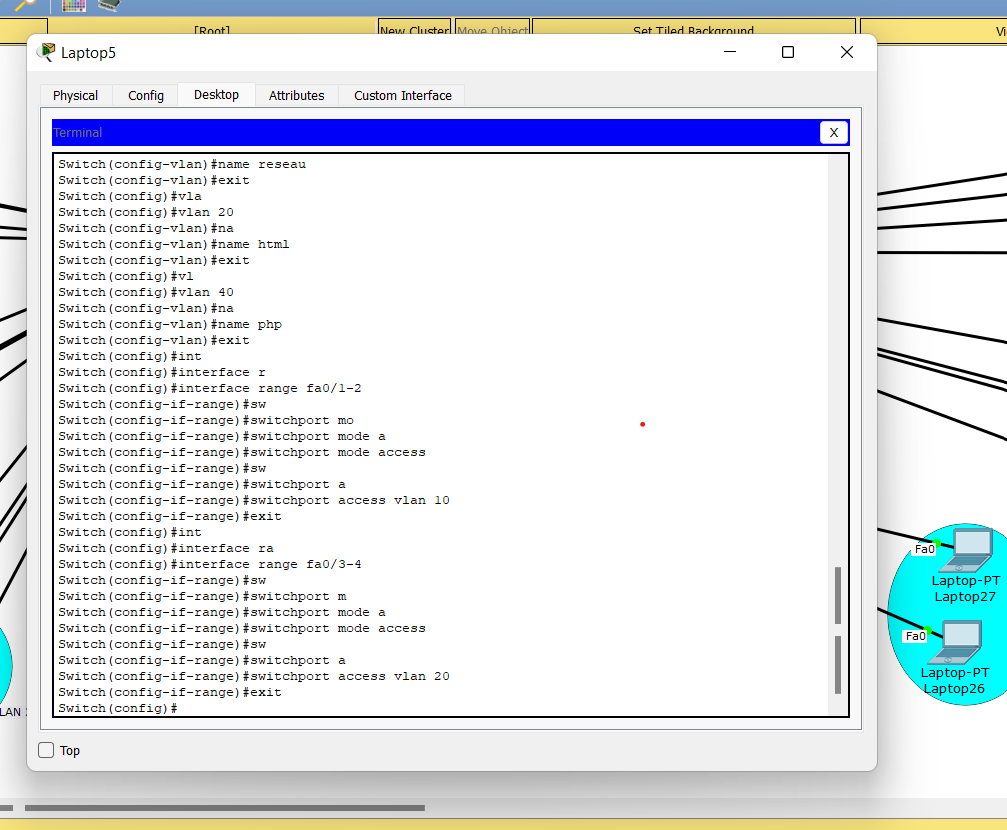 [Root]
New Cluster
Move Object
Set Tiled Background
Vi
Laptop5
Physical
Config
Desktop
Attributes
Custom Interface
Terminal
X
Switch(config-vlan)#name reseau
Switch(config-vlan)#exit
Switch(config)#vla
Switch(config)#vlan 20
Switch(config-vlan)#na
Switch(config-vlan)#name html
Switch(config-vlan)#exit
Switch(config)#vl
Switch(config)#vlan 40
Switch(config-vlan)#na
Switch(config-vlan)#name php
Switch(config-vlan)#exit
Switch(config)#int
Switch(config)#interface r
Switch(config)#interface range fa0/1-2
Switch(config-if-range)#sw
Switch(config-if-range)#switchport mo
Switch(config-if-range)#switchport mode a
Switch(config-if-range)#switchport mode access
Switch(config-if-range)#sw
Switch(config-if-range)#switchport a
Switch(config-if-range)#switchport access vlan 10
Switch(config-if-range)#exit
Switch(config)#int
Switch(config)#interface ra
Switch(config)#interface range fa0/3-4
Switch(config-if-range)#sw
Switch(config-if-range)#switchport m
Switch(config-if-range)#switchport mode a
Switch(config-if-range)#switchport mode access
Switch(config-if-range)#sw
Switch(config-if-range)#switchport a
Switch(config-if-range)#switchport access vlan 20
Switch(config-if-range)#exit
Switch(config)#
Top
Fa0
Laptop-PT
Laptop27
Fa0
Laptop-PT
Laptop26
LAN